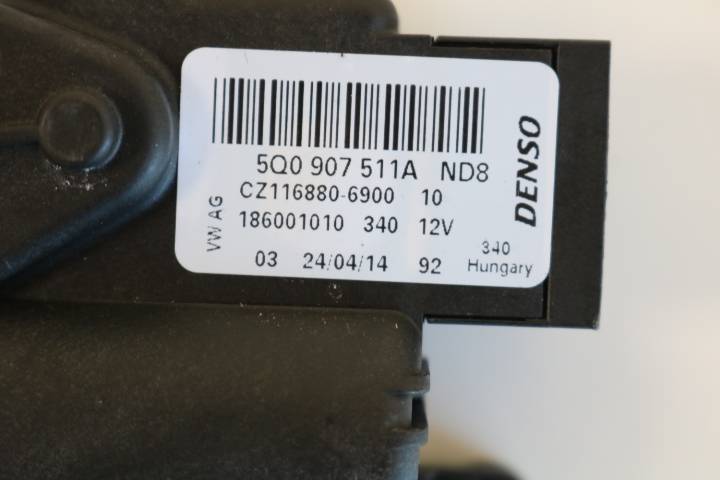 5Q0 907 511A ND8
CZ116880-6900 10
186001010 340 12V
03 24/04/14 92
VW AG
340
Hungary
DENSO